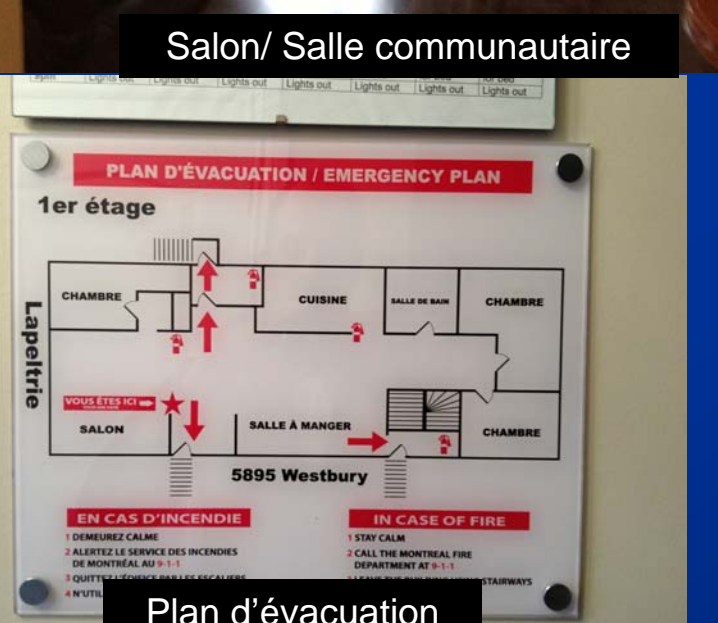 Salon/ Salle communautaire
Lights out Lights out Lights out Lights out Lights out Lights out Lights out
PLAN D'ÉVACUATION / EMERGENCY PLAN
1er étage
CHAMBRE
CUISINE
SALLE DE BAIN
CHAMBRE
Lapeltrie
VOUS ÊTES ICI
SALON
SALLE À MANGER
CHAMBRE
5895 Westbury
EN CAS D'INCENDIE
1 DEMEUREZ CALME
2 ALERTEZ LE SERVICE DES INCENDIES
DE MONTRÉAL AU 9-1-1
3 QUITTEZ L'ÉDIFICE PAR LES ESCALIERS
4
IN CASE OF FIRE
1 STAY CALM
2 CALL THE MONTREAL FIRE
DEPARTMENT AT 9-1-1
STAIRWAYS
Plan d'évacuation